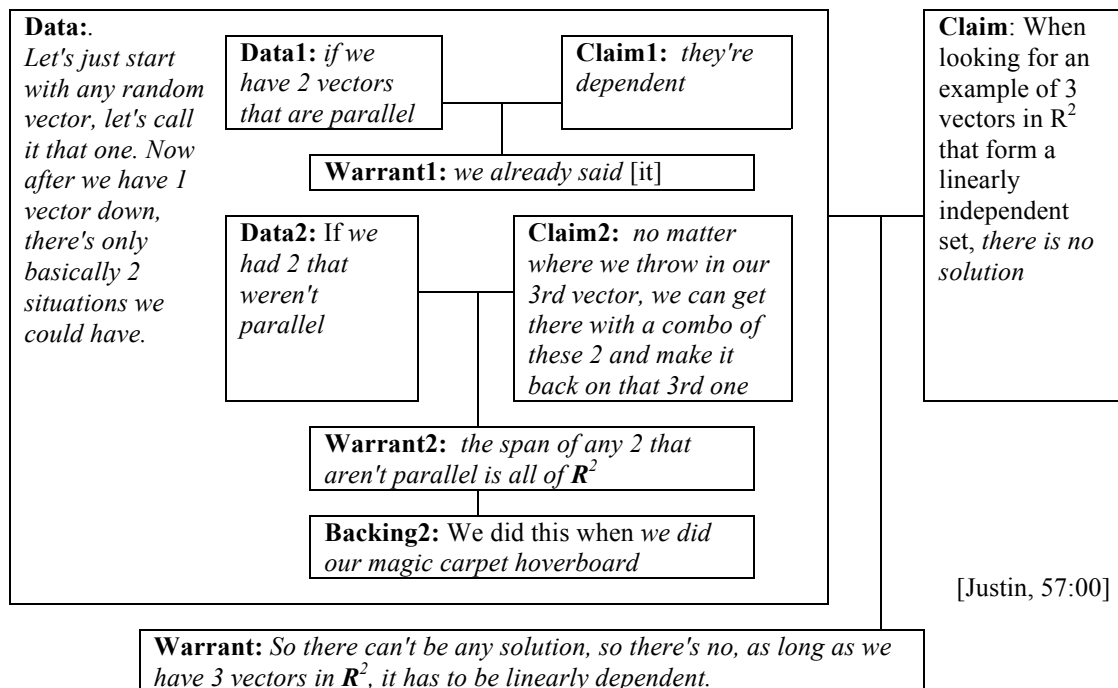 Data:.
Let's just start
with any random
vector, let's call
it that one. Now
after we have 1
vector down,
there's only
basically 2
situations we
could have.
Data1: if we
have 2 vectors
that are parallel
Claim1: they're
dependent
Warrant1: we already said [it]
Data2: If we
had 2 that
weren't
parallel
Claim2: no matter
where we throw in our
3rd vector, we can get
there with a combo of
these 2 and make it
back on that 3rd one
Warrant2: the span of any 2 that
aren't parallel is all of R²
Backing2: We did this when we did
our magic carpet hoverboard
Claim: When
looking for an
example of 3
vectors in R²
that form a
linearly
independent
set, there is no
solution
[Justin, 57:00]
Warrant: So there can't be any solution, so there's no, as long as we
have 3 vectors in R², it has to be linearly dependent.